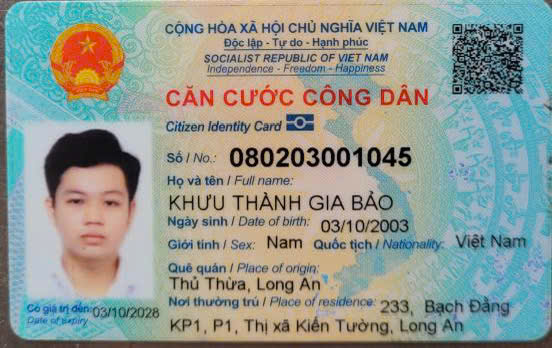 CỘNG HÒA XÃ HỘI CHỦ NGHĨA VIỆT NAM
Độc lập - Tự do - Hạnh phúc
SOCIALIST REPUBLIC OF VIET NAM
Independence - Freedom - Happiness
CĂN CƯỚC CÔNG DÂN
Citizen Identity Card
Số / No.: 080203001045
Họ và tên / Full name:
KHƯU THÀNH GIA BẢO
Ngày sinh / Date of birth: 03/10/2003
Giới tính / Sex: Nam Quốc tịch / Nationality: Việt Nam
Quê quán / Place of origin:
Thủ Thừa, Long An
Nơi thường trú / Place of residence: 233, Bạch Đằng
KP1, P1, Thị xã Kiến Tường, Long An
Có giá trị đến: 03/10/2028
Date of expiry